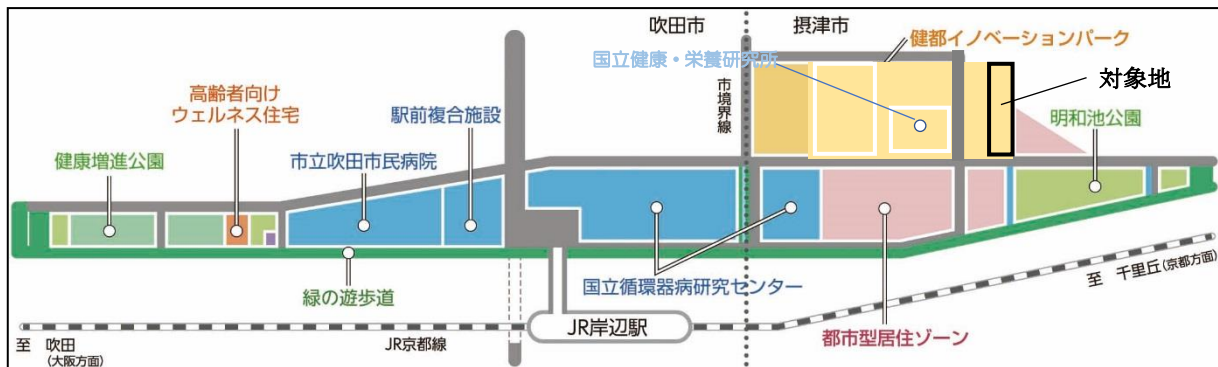 吹田市
摂津市
健都イノベーションパーク
国立健康・栄養研究所
対象地
高齢者向け
ウェルネス住宅
駅前複合施設
市境界線
明和池公園
健康増進公園
市立吹田市民病院
緑の遊歩道
国立循環器病研究センター
至 千里丘(京都方面)
JR岸辺駅
都市型居住ゾーン
至 吹田
(大阪方面)
JR京都線